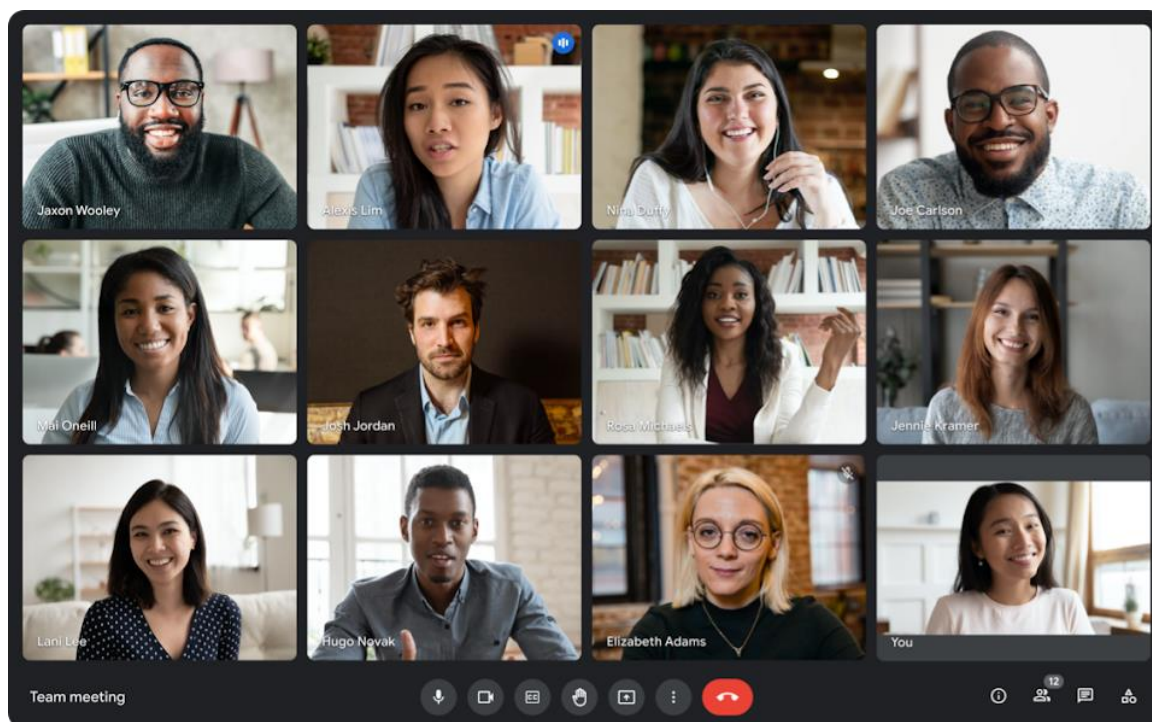 Jaxon Wooley
Alexis Lim
Nina Duffy
Joe Carlson
Mai Oneill
Josh Jordan
Rosa Michaels
Jennie Kramer
Lani Lee
Hugo Novak
Elizabeth Adams
You
Team meeting
CC
12